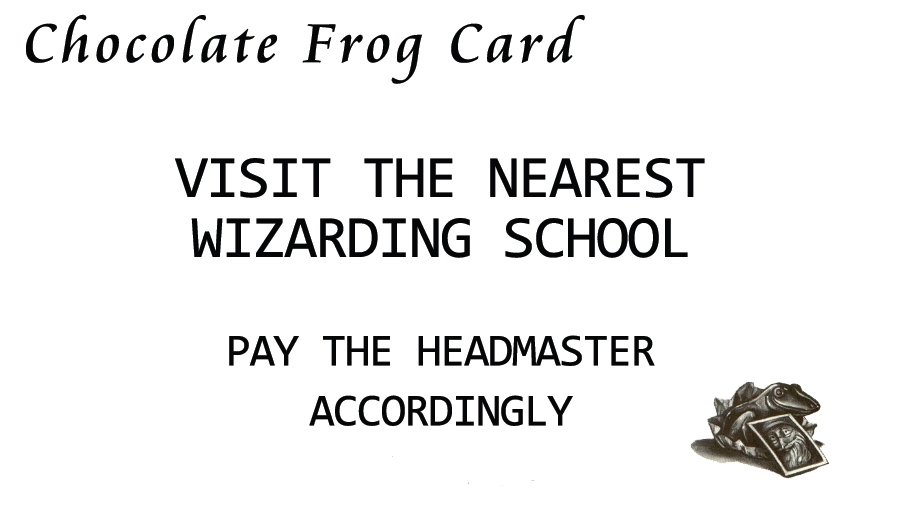 Chocolate Frog Card
VISIT THE NEAREST
WIZARDING SCHOOL
PAY THE HEADMASTER
ACCORDINGLY